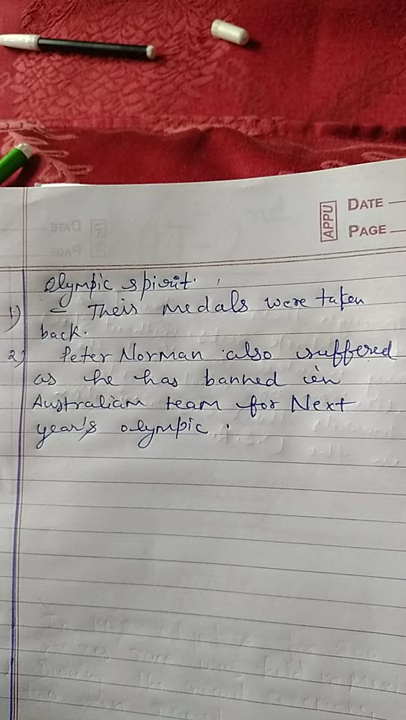 APPU
DATE
PAGE
Olympic spirit.
1) = Their medals were taken
back.
2) Peter Norman also suffered
as he has banned in
Australian team for Next
year's olympic.